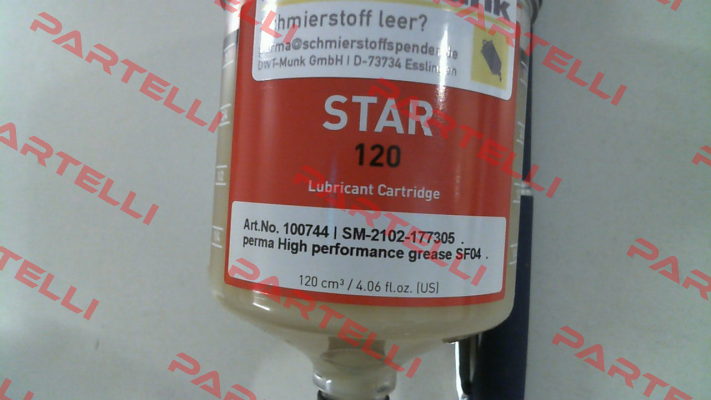 chmierstoff leer?
perma@schmierstoffspender.de
DWT-Munk GmbH | D-73734 Esslingen
STAR
120
Lubricant Cartridge
Art.No. 100744 | SM-2102-177305 .
perma High performance grease SF04 .
120 cm³ / 4.06 fl.oz. (US)
PARTELLI
PARTELLI
PARTELLI
PARTELLI
PARTELLI
PARTELLI
PARTELLI
PARTELLI
PARTELLI